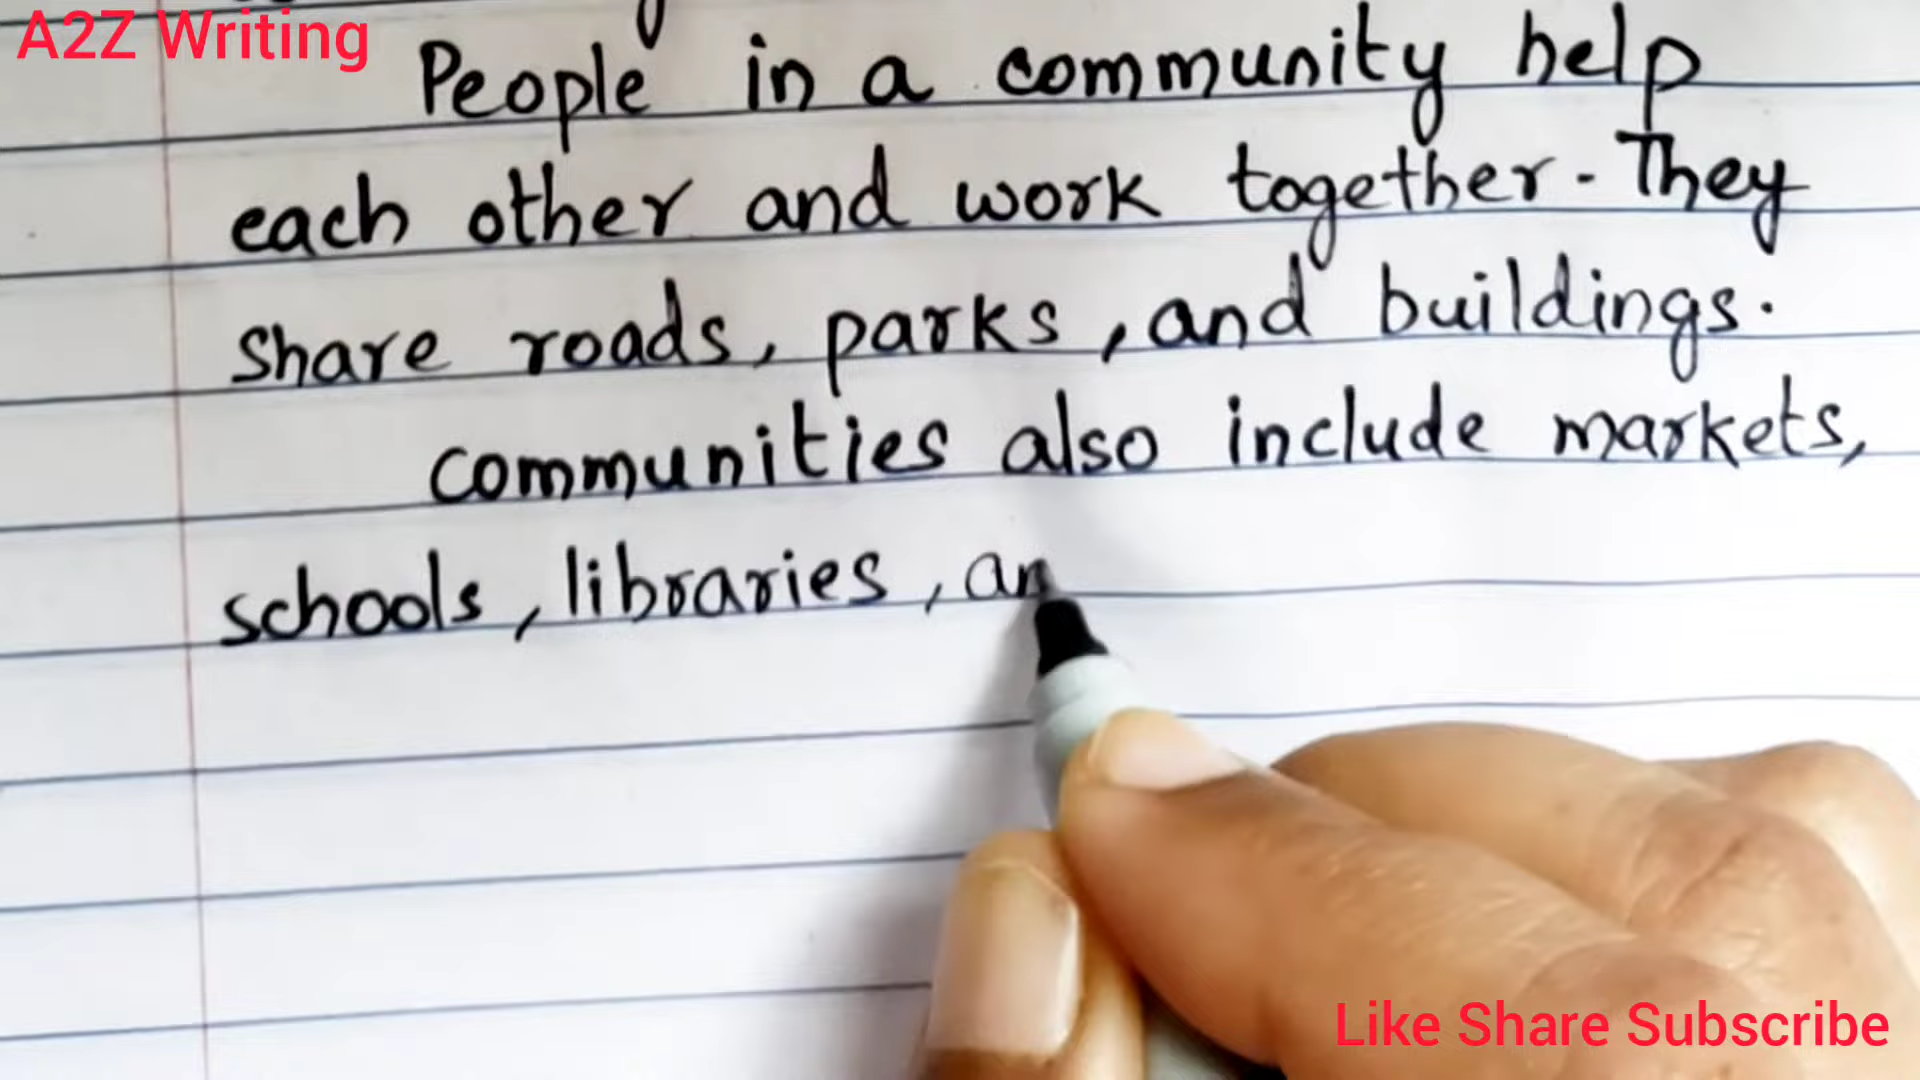 A2Z Writing
People in a community help
each other and work together. They
share roads, parks, and buildings.
communities also include markets,
schools, libraries, an
Like Share Subscribe